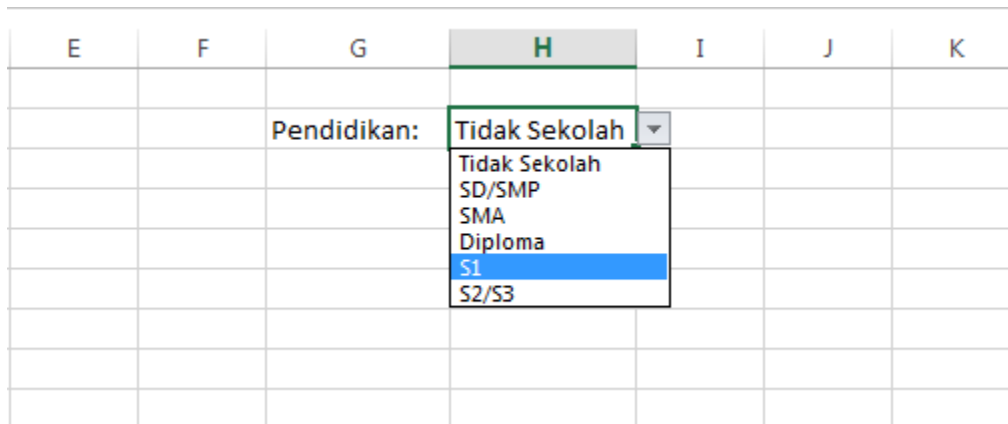 E F G H I J K
Pendidikan: Tidak Sekolah
Tidak Sekolah
SD/SMP
SMA
Diploma
S1
S2/S3